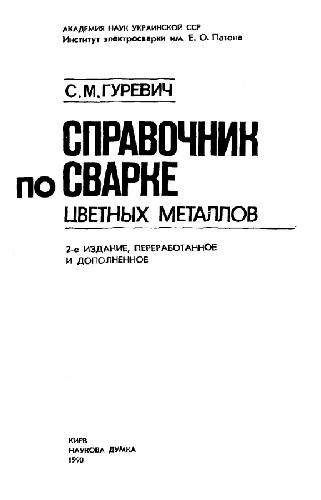 АКАДЕМИЯ НАУК УКРАИНСКОЙ ССР
Институт электросварки им. Е. О. Патона
С.М.ГУРЕВИЧ
СПРАВОЧНИК
ПО СВАРКЕ
ЦВЕТНЫХ МЕТАЛЛОВ
2-е ИЗДАНИЕ, ПЕРЕРАБОТАННОЕ
И ДОПОЛНЕННОЕ
КИЕВ
НАУКОВА ДУМКА
1990